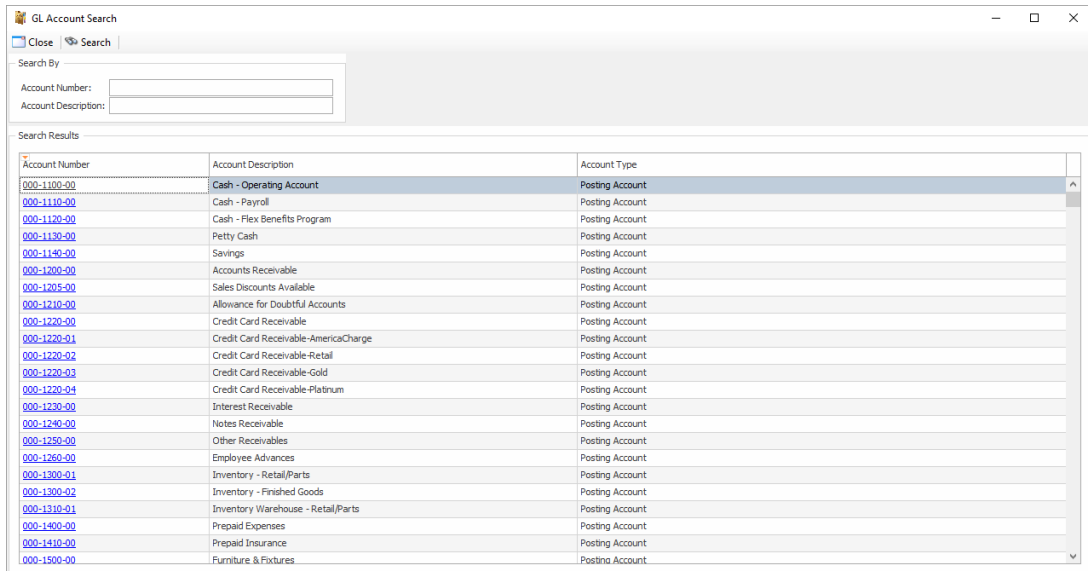 GL Account Search
Close Search
Search By
Account Number:
Account Description:
Search Results
Account Number Account Description Account Type
000-1100-00 Cash - Operating Account Posting Account
000-1110-00 Cash - Payroll Posting Account
000-1120-00 Cash - Flex Benefits Program Posting Account
000-1130-00 Petty Cash Posting Account
000-1140-00 Savings Posting Account
000-1200-00 Accounts Receivable Posting Account
000-1205-00 Sales Discounts Available Posting Account
000-1210-00 Allowance for Doubtful Accounts Posting Account
000-1220-00 Credit Card Receivable Posting Account
000-1220-01 Credit Card Receivable-AmericaCharge Posting Account
000-1220-02 Credit Card Receivable-Retail Posting Account
000-1220-03 Credit Card Receivable-Gold Posting Account
000-1220-04 Credit Card Receivable-Platinum Posting Account
000-1230-00 Interest Receivable Posting Account
000-1240-00 Notes Receivable Posting Account
000-1250-00 Other Receivables Posting Account
000-1260-00 Employee Advances Posting Account
000-1300-01 Inventory - Retail/Parts Posting Account
000-1300-02 Inventory - Finished Goods Posting Account
000-1310-01 Inventory Warehouse - Retail/Parts Posting Account
000-1400-00 Prepaid Expenses Posting Account
000-1410-00 Prepaid Insurance Posting Account
000-1500-00 Furniture & Fixtures Posting Account